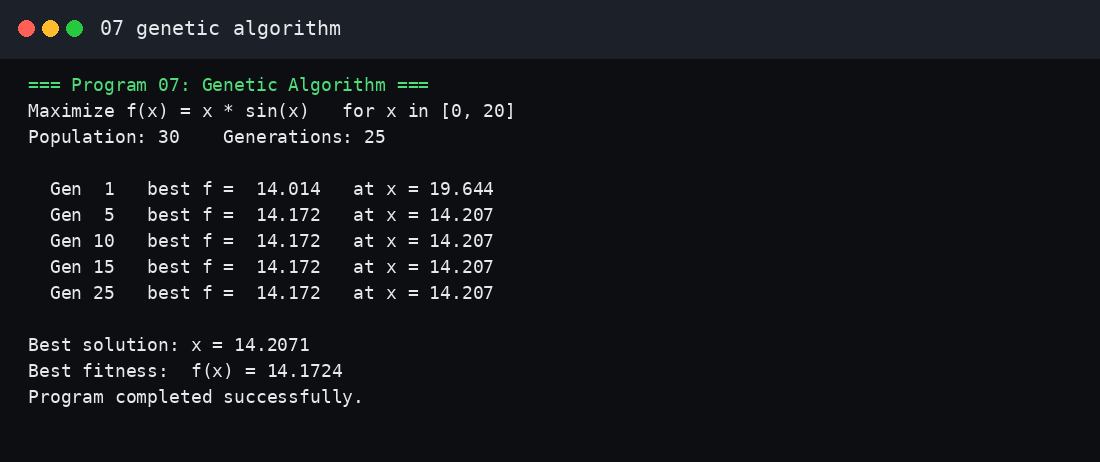 07 genetic algorithm
=== Program 07: Genetic Algorithm ===
Maximize f(x) = x * sin(x)   for x in [0, 20]
Population: 30    Generations: 25
  Gen  1   best f =  14.014   at x = 19.644
  Gen  5   best f =  14.172   at x = 14.207
  Gen 10   best f =  14.172   at x = 14.207
  Gen 15   best f =  14.172   at x = 14.207
  Gen 25   best f =  14.172   at x = 14.207
Best solution: x = 14.2071
Best fitness:  f(x) = 14.1724
Program completed successfully.